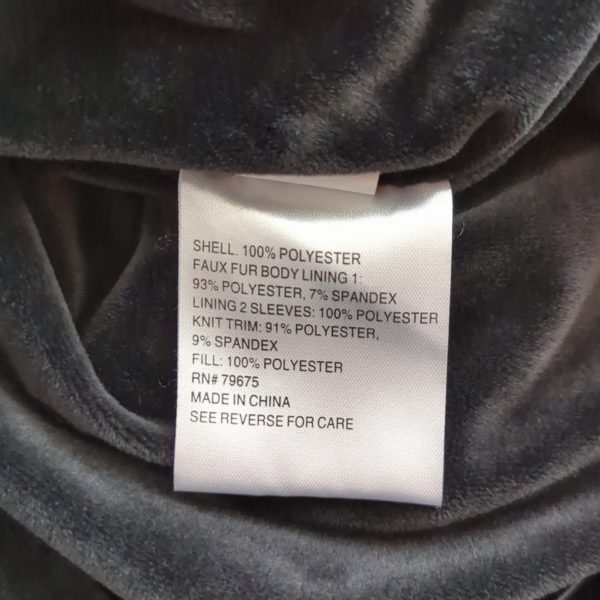 SHELL. 100% POLYESTER
FAUX FUR BODY LINING 1:
93% POLYESTER, 7% SPANDEX
LINING 2 SLEEVES: 100% POLYESTER
KNIT TRIM: 91% POLYESTER,
9% SPANDEX
FILL: 100% POLYESTER
RN# 79675
MADE IN CHINA
SEE REVERSE FOR CARE